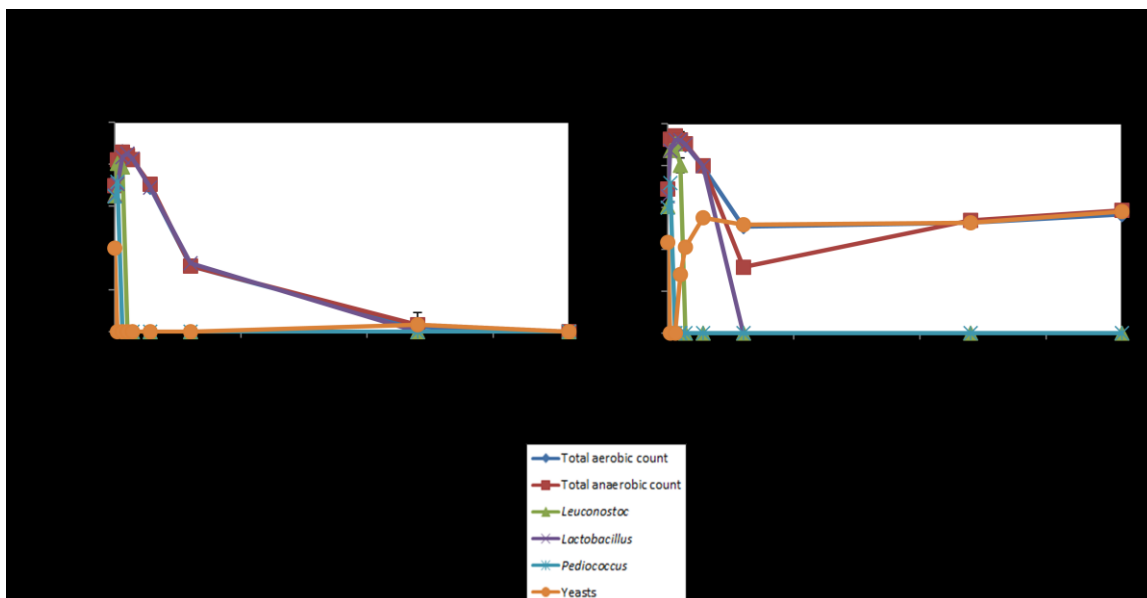 Total aerobic count
Total anaerobic count
Leuconostoc
Lactobacillus
Pediococcus
Yeasts